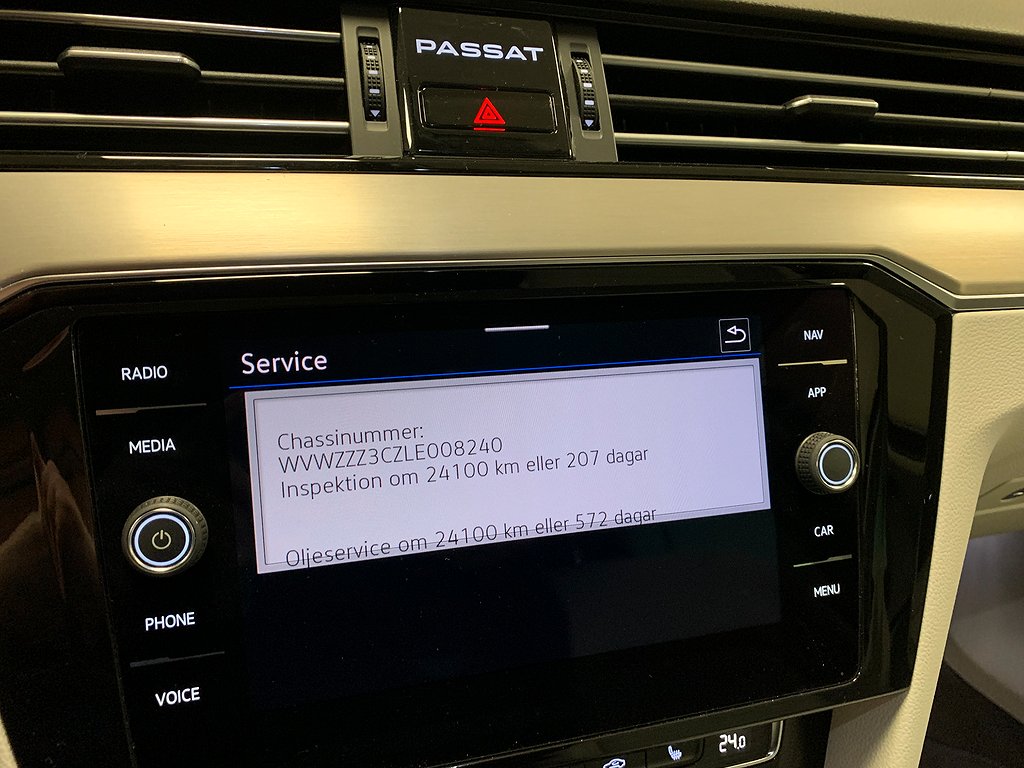 PASSAT
RADIO
MEDIA
PHONE
VOICE
Service
Chassinummer:
WVWZZZ3CZLE008240
Inspektion om 24100 km eller 207 dagar
Oljeservice om 24100 km eller 572 dagar
NAV
APP
CAR
MENU
24.0